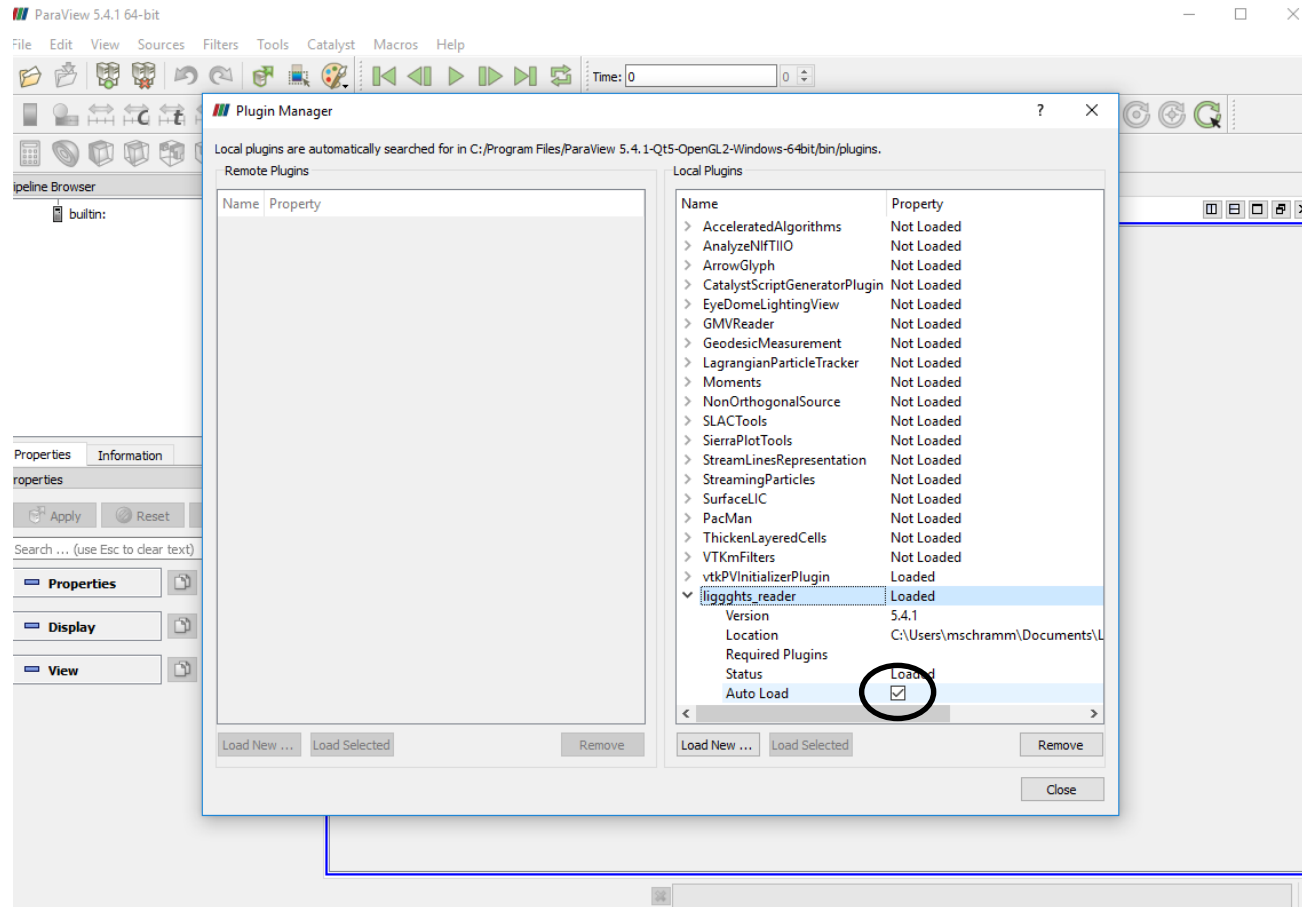 ParaView 5.4.1 64-bit
File Edit View Sources Filters Tools Catalyst Macros Help
Time: 0 0
Plugin Manager ? ×
Local plugins are automatically searched for in C:/Program Files/ParaView 5.4.1-Qt5-OpenGL2-Windows-64bit/bin/plugins.
Remote Plugins Local Plugins
ipeline Browser
builtin:
Name Property
Name Property
AcceleratedAlgorithms Not Loaded
AnalyzeNIfTIIO Not Loaded
ArrowGlyph Not Loaded
CatalystScriptGeneratorPlugin Not Loaded
EyeDomeLightingView Not Loaded
GMVReader Not Loaded
GeodesicMeasurement Not Loaded
LagrangianParticleTracker Not Loaded
Moments Not Loaded
NonOrthogonalSource Not Loaded
SLACTools Not Loaded
SierraPlotTools Not Loaded
StreamLinesRepresentation Not Loaded
StreamingParticles Not Loaded
SurfaceLIC Not Loaded
PacMan Not Loaded
ThickenLayeredCells Not Loaded
VTKmFilters Not Loaded
vtkPVInitializerPlugin Loaded
liggghts_reader Loaded
Version 5.4.1
Location C:\Users\mschramm\Documents\L
Required Plugins
Status Loaded
Auto Load
Load New ... Load Selected Remove
Load New ... Load Selected Remove
Close
Properties Information
roperties
Apply Reset
Search ... (use Esc to clear text)
Properties
Display
View